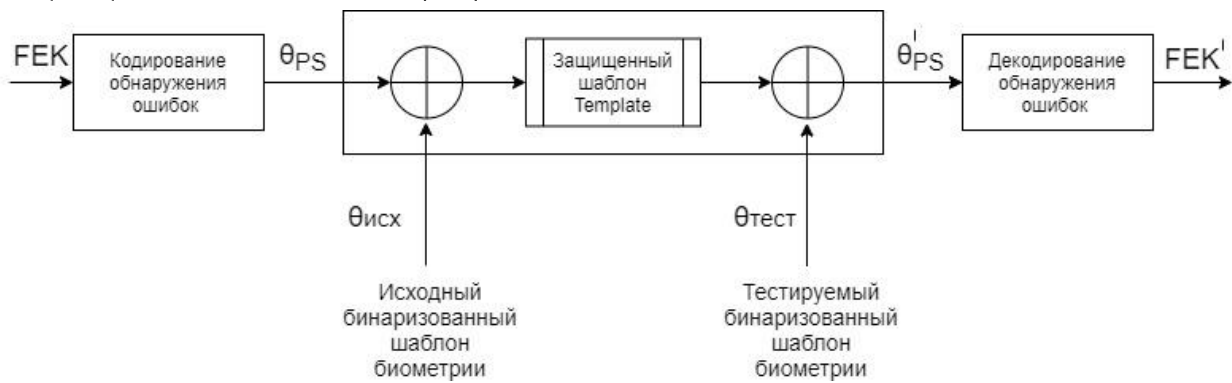 FEK
Кодирование
обнаружения
ошибок
θPS
Защищенный
шаблон
Template
θ'PS
Декодирование
обнаружения
ошибок
FEK'
θисх
θтест
Исходный
бинаризованный
шаблон
биометрии
Тестируемый
бинаризованный
шаблон
биометрии